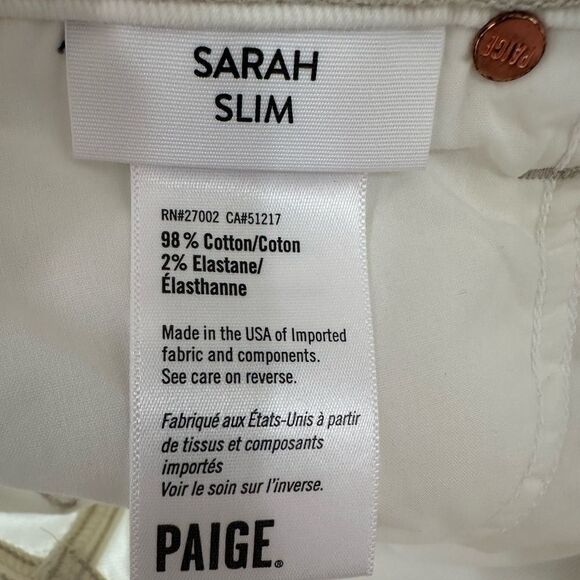 SARAH
SLIM
PAIGE
RN#27002 CA#51217
98 % Cotton/Coton
2% Elastane/
Élasthanne
Made in the USA of Imported
fabric and components.
See care on reverse.
Fabriqué aux États-Unis à partir
de tissus et composants
importés
Voir le soin sur l'inverse.
PAIGE®